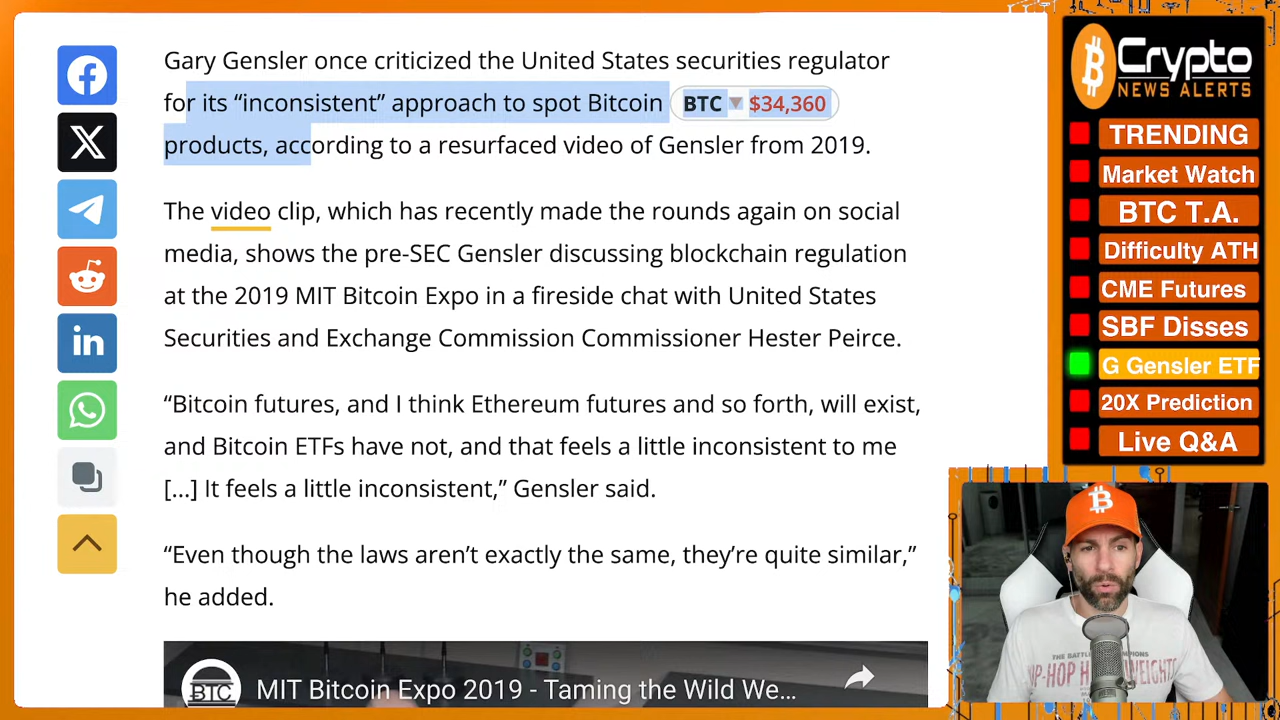 Gary Gensler once criticized the United States securities regulator
for its “inconsistent” approach to spot Bitcoin BTC ▼ $34,360
products, according to a resurfaced video of Gensler from 2019.
The video clip, which has recently made the rounds again on social
media, shows the pre-SEC Gensler discussing blockchain regulation
at the 2019 MIT Bitcoin Expo in a fireside chat with United States
Securities and Exchange Commission Commissioner Hester Peirce.
“Bitcoin futures, and I think Ethereum futures and so forth, will exist,
and Bitcoin ETFs have not, and that feels a little inconsistent to me
[...] It feels a little inconsistent,” Gensler said.
“Even though the laws aren’t exactly the same, they’re quite similar,”
he added.
BTC
MIT Bitcoin Expo 2019 - Taming the Wild We...
Crypto
NEWS ALERTS
TRENDING
Market Watch
BTC T.A.
Difficulty ATH
CME Futures
SBF Disses
G Gensler ETF
20X Prediction
Live Q&A